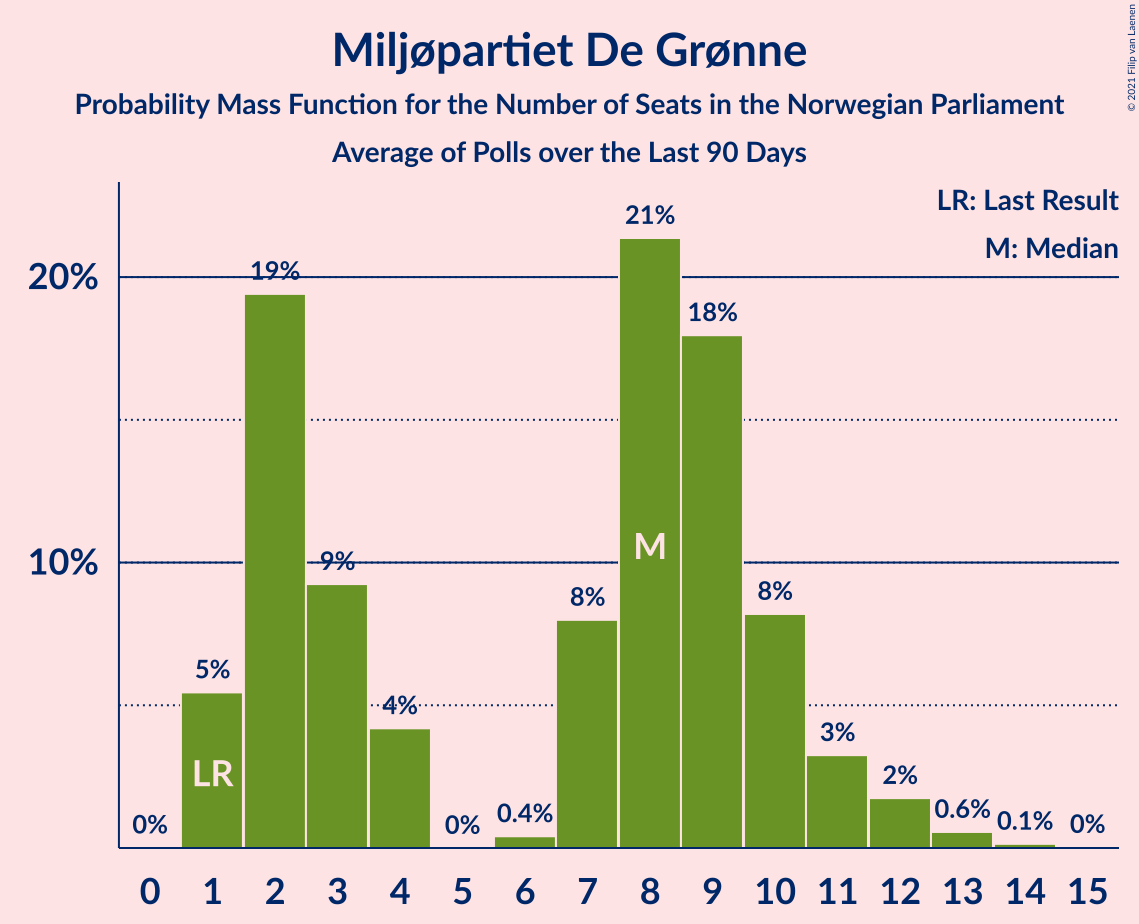 Miljøpartiet De Grønne
Probability Mass Function for the Number of Seats in the Norwegian Parliament
Average of Polls over the Last 90 Days
© 2021 Filip van Laenen
LR: Last Result
M: Median
20%
10%
0%
5%
19%
9%
4%
0%
0.4%
8%
21%
18%
8%
3%
2%
0.6%
0.1%
0%
LR
M
0 1 2 3 4 5 6 7 8 9 10 11 12 13 14 15